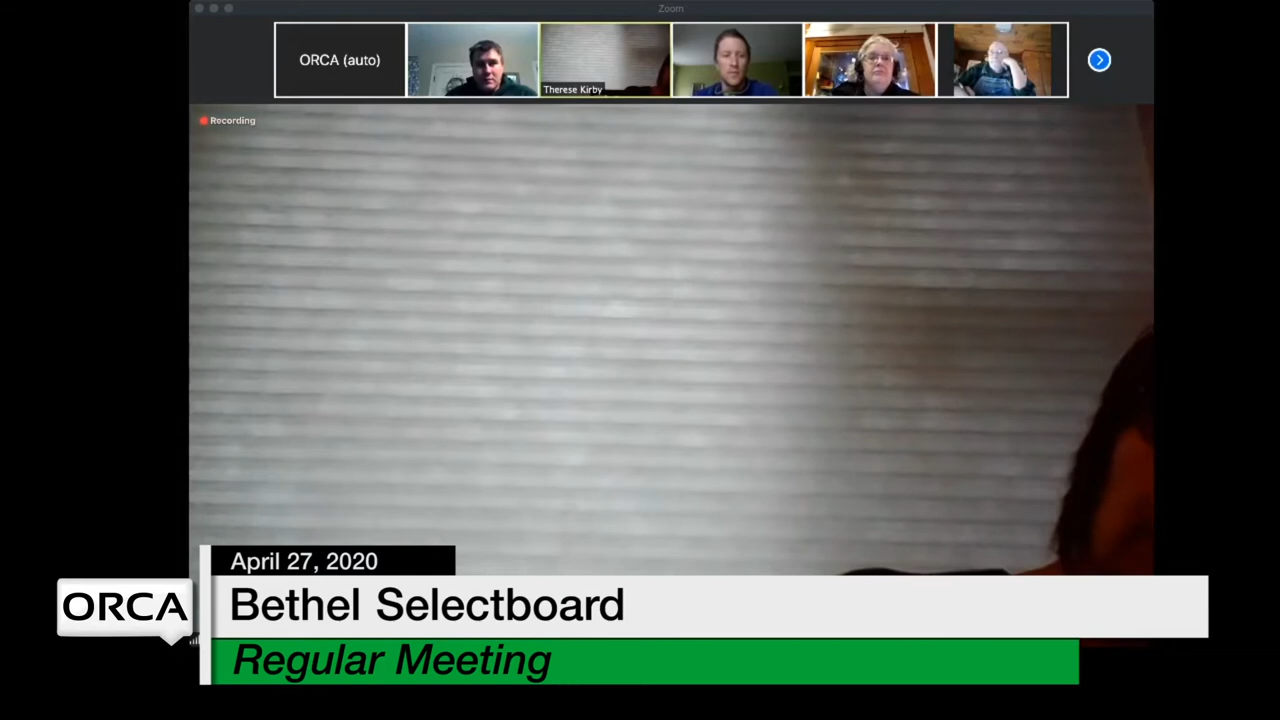 Zoom
ORCA (auto)
Therese Kirby
Recording
April 27, 2020
Bethel Selectboard
ORCA
Regular Meeting